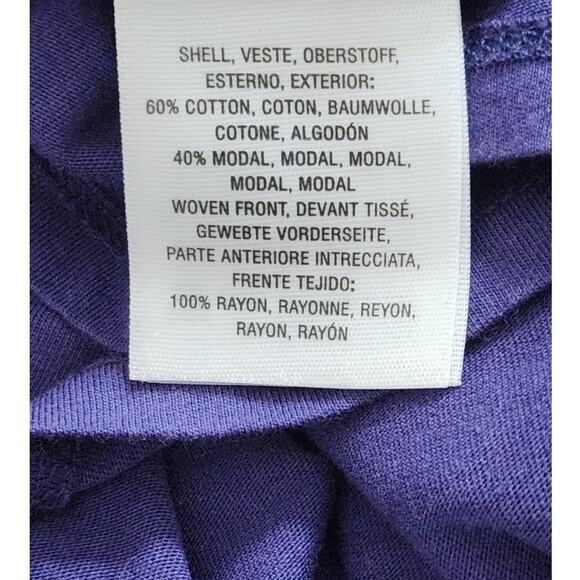 SHELL, VESTE, OBERSTOFF,
ESTERNO, EXTERIOR:
60% COTTON, COTON, BAUMWOLLE,
COTONE, ALGODÓN
40% MODAL, MODAL, MODAL,
MODAL, MODAL
WOVEN FRONT, DEVANT TISSÉ,
GEWEBTE VORDERSEITE,
PARTE ANTERIORE INTRECCIATA,
FRENTE TEJIDO:
100% RAYON, RAYONNE, REYON,
RAYON, RAYÓN